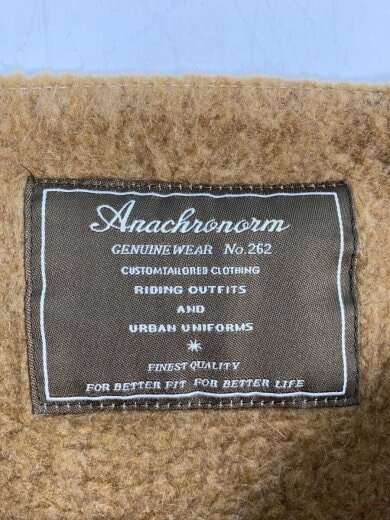 Anachronorm
GENUINE WEAR No.262
CUSTOMTAILORED CLOTHING
RIDING OUTFITS
AND
URBAN UNIFORMS
FINEST QUALITY
FOR BETTER FIT FOR BETTER LIFE